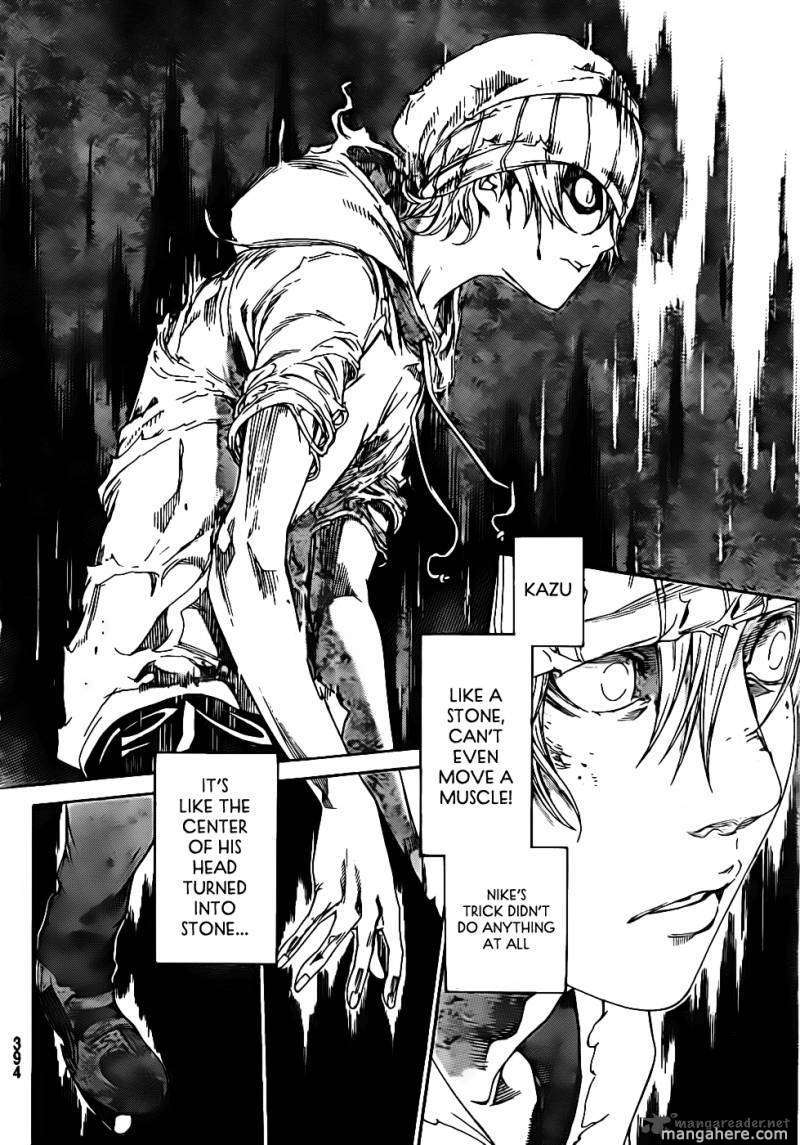 KAZU
LIKE A
STONE,
CAN'T
EVEN
MOVE A
MUSCLE!
NIKE'S
TRICK DIDN'T
DO ANYTHING
AT ALL
IT'S
LIKE THE
CENTER
OF HIS
HEAD
TURNED
INTO
STONE...
394
mangareader.net
mangahere.com